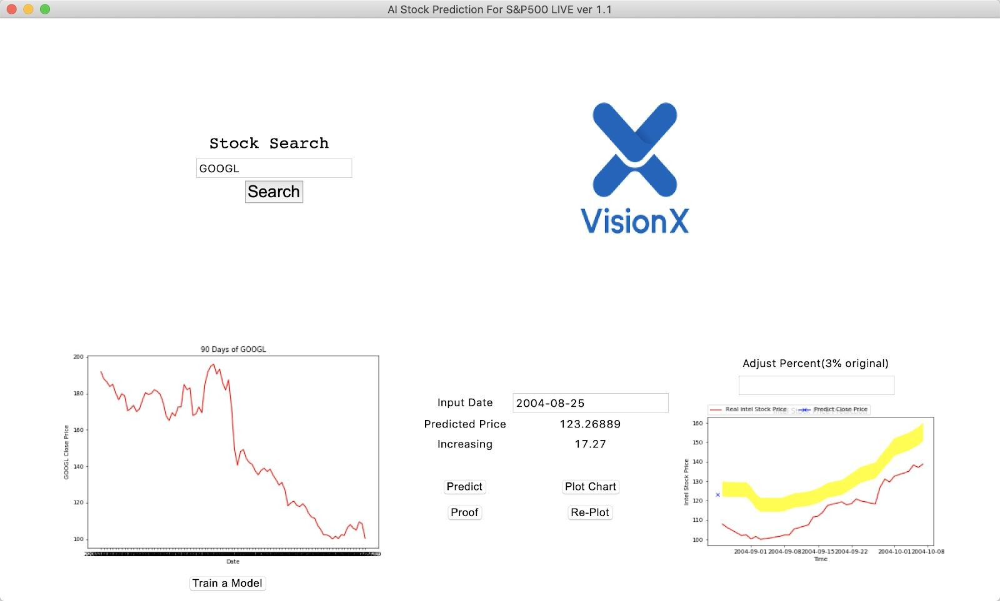 AI Stock Prediction For S&P500 LIVE ver 1.1
Stock Search
GOOGL
Search
VisionX
90 Days of GOOGL
200
180
160
140
120
100
GOOGL Close Price
Date
Train a Model
Input Date 2004-08-25
Predicted Price 123.26889
Increasing 17.27
Predict Plot Chart
Proof Re-Plot
Adjust Percent(3% original)
Intel Stock Price Prediction
Real Intel Stock Price Predict Close Price
160
150
140
130
120
110
100
Intel Stock Price
2004-09-01 2004-09-08 2004-09-15 2004-09-22 2004-10-01 2004-10-08
Time